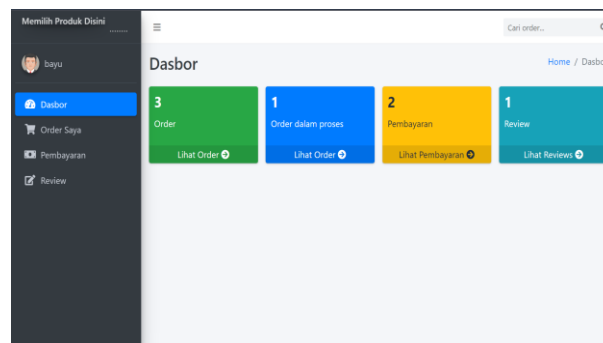 Memilih Produk Disini
Cari order...
bayu
Dasbor
Home / Dasbo
Dasbor
Order Saya
Pembayaran
Review
3
Order
Lihat Order
1
Order dalam proses
Lihat Order
2
Pembayaran
Lihat Pembayaran
1
Review
Lihat Reviews